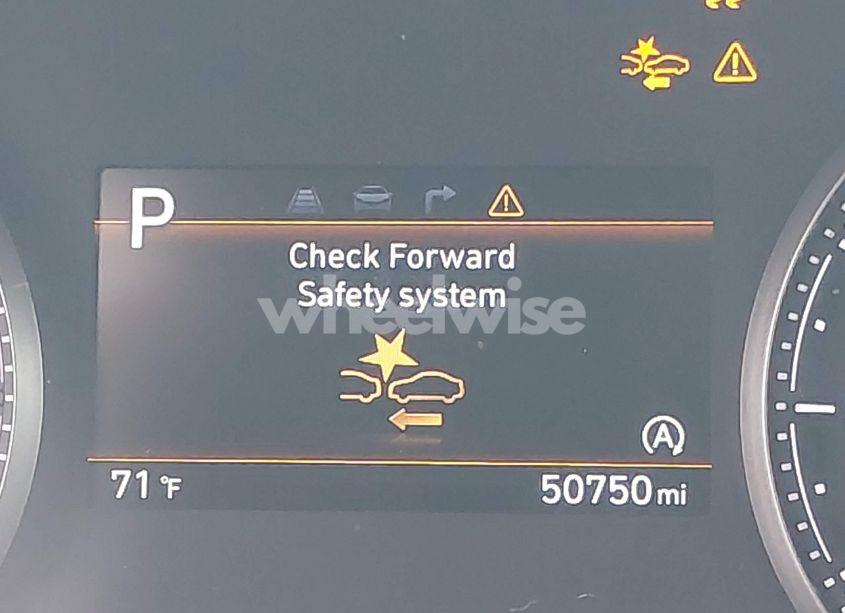 P
Check Forward
Safety system
wheelwise
A
71 °F
50750 mi